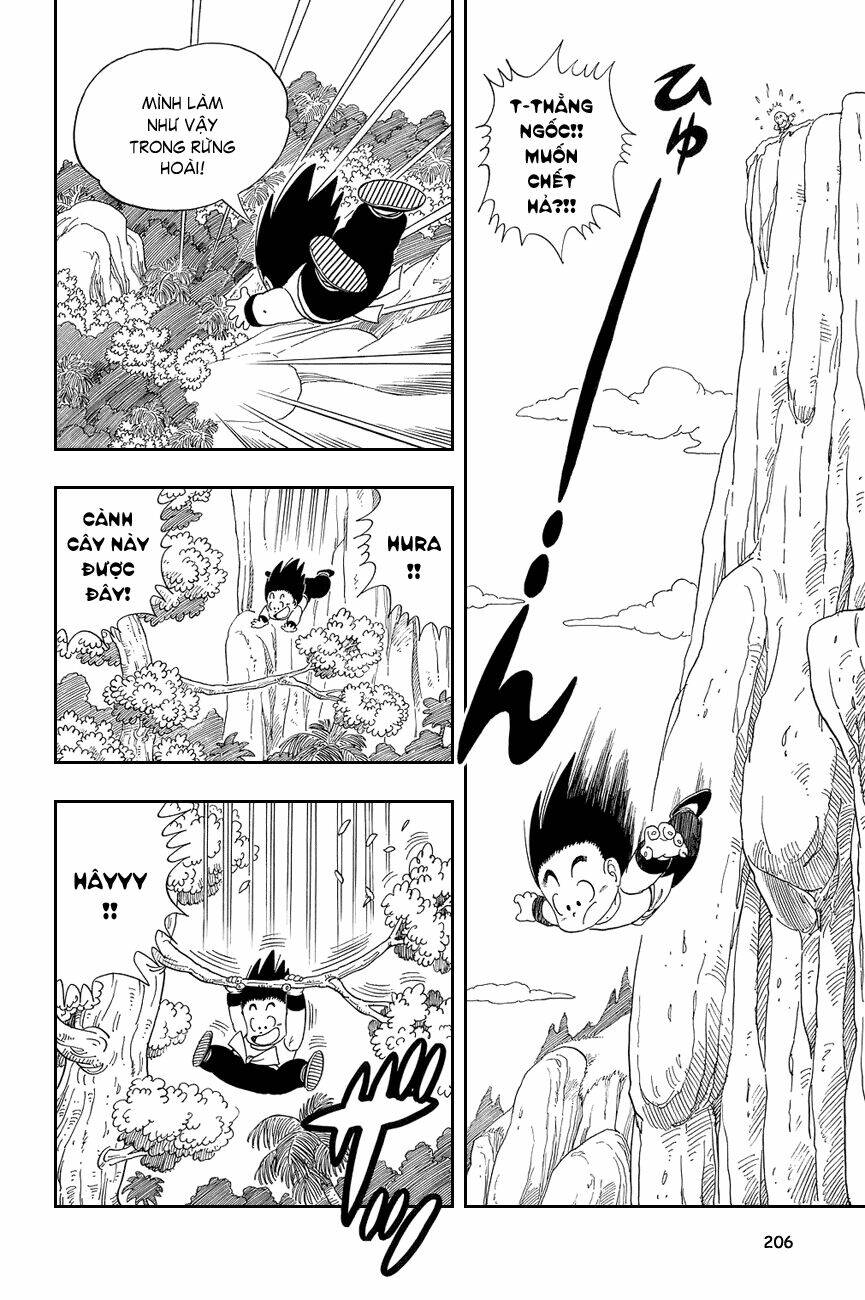 T-THẰNG
NGỐC!!
MUỐN
CHẾT
HẢ?!!
ひゅ
ん
MÌNH LÀM
NHƯ VẬY
TRONG RỪNG
HOÀI!
HURA
!!
CÀNH
CÂY NÀY
ĐƯỢC
ĐÂY!
HÂYYY
!!
206